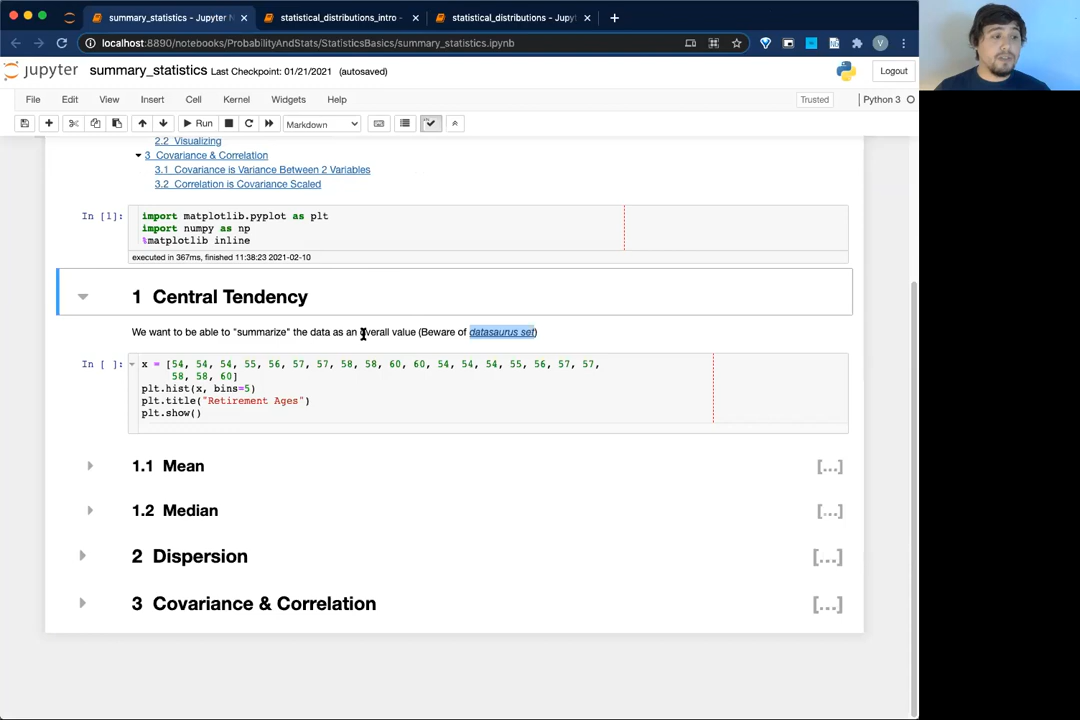 summary_statistics - Jupyter N
statistical_distributions_intro -
statistical_distributions - Jupyt
localhost:8890/notebooks/ProbabilityAndStats/StatisticsBasics/summary_statistics.ipynb
V
jupyter summary_statistics Last Checkpoint: 01/21/2021 (autosaved)
Logout
File Edit View Insert Cell Kernel Widgets Help
Trusted
Python 3
Run
Markdown
2.2 Visualizing
3 Covariance & Correlation
3.1 Covariance is Variance Between 2 Variables
3.2 Correlation is Covariance Scaled
In [1]:
import matplotlib.pyplot as plt
import numpy as np
%matplotlib inline
executed in 367ms, finished 11:38:23 2021-02-10
1 Central Tendency
We want to be able to "summarize" the data as an overall value (Beware of datasaurus set)
In [ ]:
x = [54, 54, 54, 55, 56, 57, 57, 58, 58, 60, 60, 54, 54, 54, 55, 56, 57, 57,
58, 58, 60]
plt.hist(x, bins=5)
plt.title("Retirement Ages")
plt.show()
1.1 Mean
[...]
1.2 Median
[...]
2 Dispersion
[...]
3 Covariance & Correlation
[...]